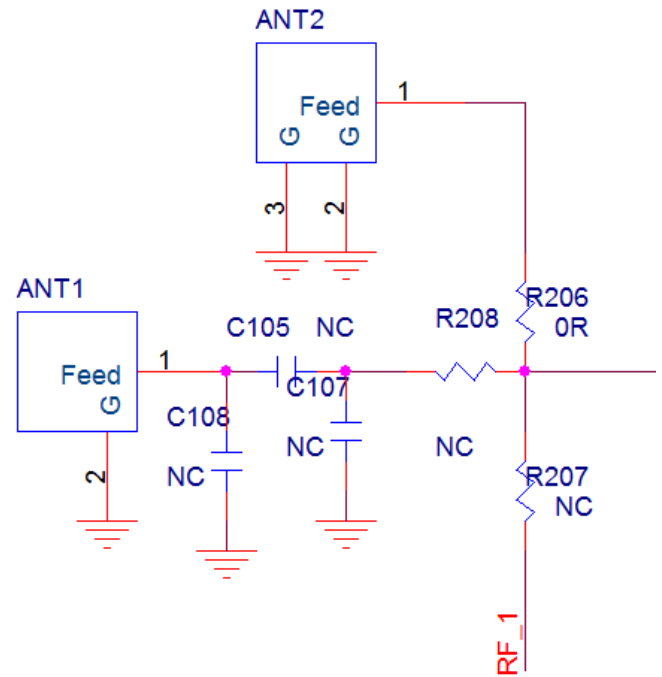 ANT2
1
Feed
G G
3 2
R206
0R
ANT1
1
Feed
G
2
C105 NC
R208
C107
C108
NC
NC
NC
R207
NC
RF_1